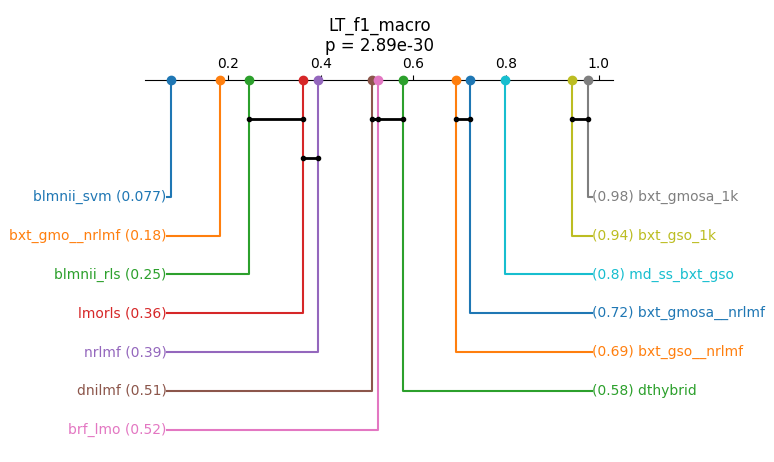 LT_f1_macro
p = 2.89e-30
0.2 0.4 0.6 0.8 1.0
blmnii_svm (0.077)
(0.98) bxt_gmosa_1k
bxt_gmo__nrlmf (0.18)
(0.94) bxt_gso_1k
blmnii_rls (0.25)
(0.8) md_ss_bxt_gso
lmorls (0.36)
(0.72) bxt_gmosa__nrlmf
nrlmf (0.39)
(0.69) bxt_gso__nrlmf
dnilmf (0.51)
(0.58) dthybrid
brf_lmo (0.52)